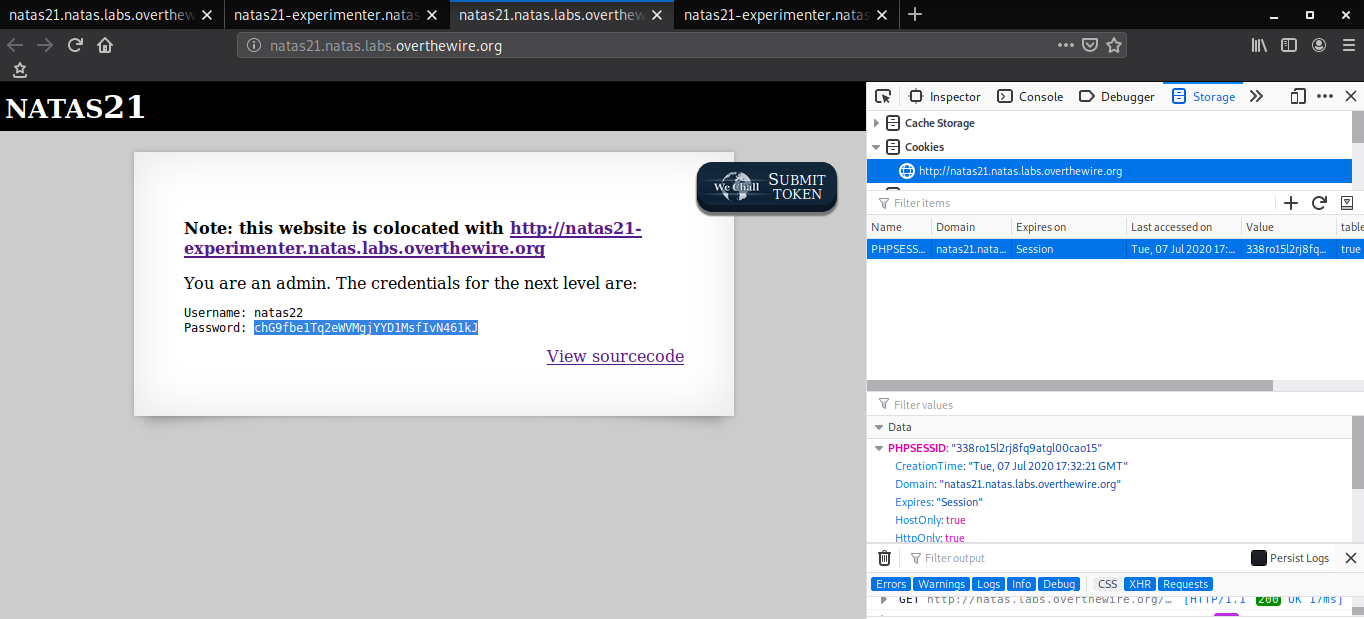 natas21.natas.labs.overthew
natas21-experimenter.natas
natas21.natas.labs.overthew
natas21-experimenter.natas
natas21.natas.labs.overthewire.org
NATAS21
We Chall SUBMIT TOKEN
Note: this website is colocated with http://natas21-
experimenter.natas.labs.overthewire.org
You are an admin. The credentials for the next level are:
Username: natas22
Password: chG9fbe1Tq2eWVMgjYYD1MsfIvN461kJ
View sourcecode
Inspector Console Debugger Storage
Cache Storage
Cookies
http://natas21.natas.labs.overthewire.org
Filter items
Name Domain Expires on Last accessed on Value table
PHPSESS... natas21.nata... Session Tue, 07 Jul 2020 17:... 338ro15l2rj8fq... true
Filter values
Data
PHPSESSID: "338ro15l2rj8fq9atgl00cao15"
CreationTime: "Tue, 07 Jul 2020 17:32:21 GMT"
Domain: "natas21.natas.labs.overthewire.org"
Expires: "Session"
HostOnly: true
HttpOnly: true
Filter output Persist Logs
Errors Warnings Logs Info Debug CSS XHR Requests
GET http://natas.labs.overthewire.org/… [HTTP/1.1 200 OK 17ms]